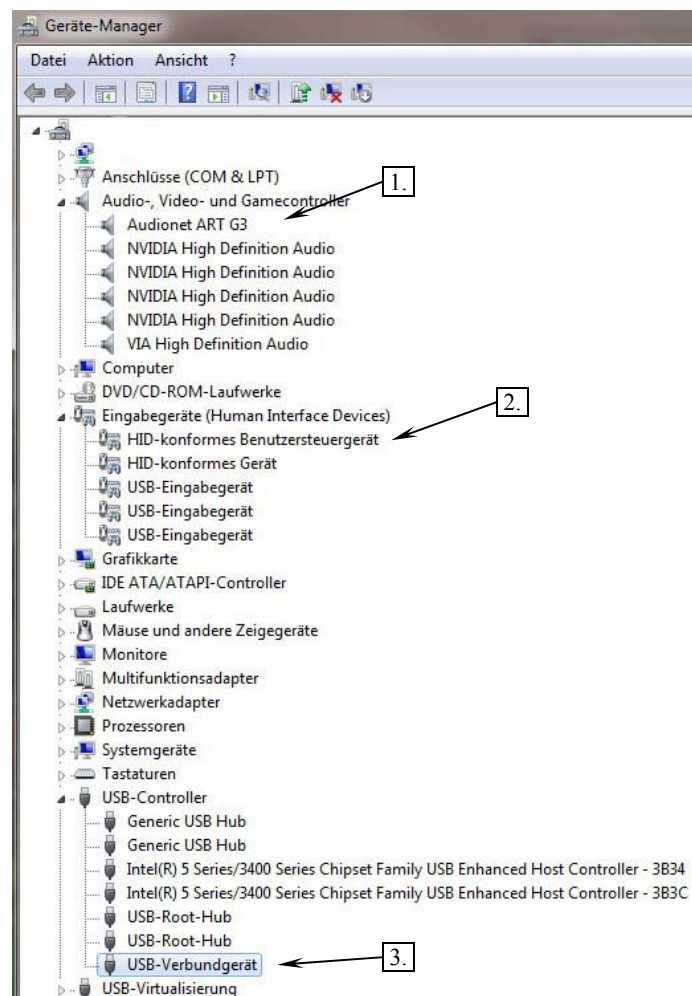 Geräte-Manager
Datei Aktion Ansicht ?
Anschlüsse (COM & LPT)
1.
Audio-, Video- und Gamecontroller
Audionet ART G3
NVIDIA High Definition Audio
NVIDIA High Definition Audio
NVIDIA High Definition Audio
NVIDIA High Definition Audio
VIA High Definition Audio
Computer
DVD/CD-ROM-Laufwerke
2.
Eingabegeräte (Human Interface Devices)
HID-konformes Benutzersteuergerät
HID-konformes Gerät
USB-Eingabegerät
USB-Eingabegerät
USB-Eingabegerät
Grafikkarte
IDE ATA/ATAPI-Controller
Laufwerke
Mäuse und andere Zeigegeräte
Monitore
Multifunktionsadapter
Netzwerkadapter
Prozessoren
Systemgeräte
Tastaturen
USB-Controller
Generic USB Hub
Generic USB Hub
Intel(R) 5 Series/3400 Series Chipset Family USB Enhanced Host Controller - 3B34
Intel(R) 5 Series/3400 Series Chipset Family USB Enhanced Host Controller - 3B3C
USB-Root-Hub
USB-Root-Hub
USB-Verbundgerät
3.
USB-Virtualisierung